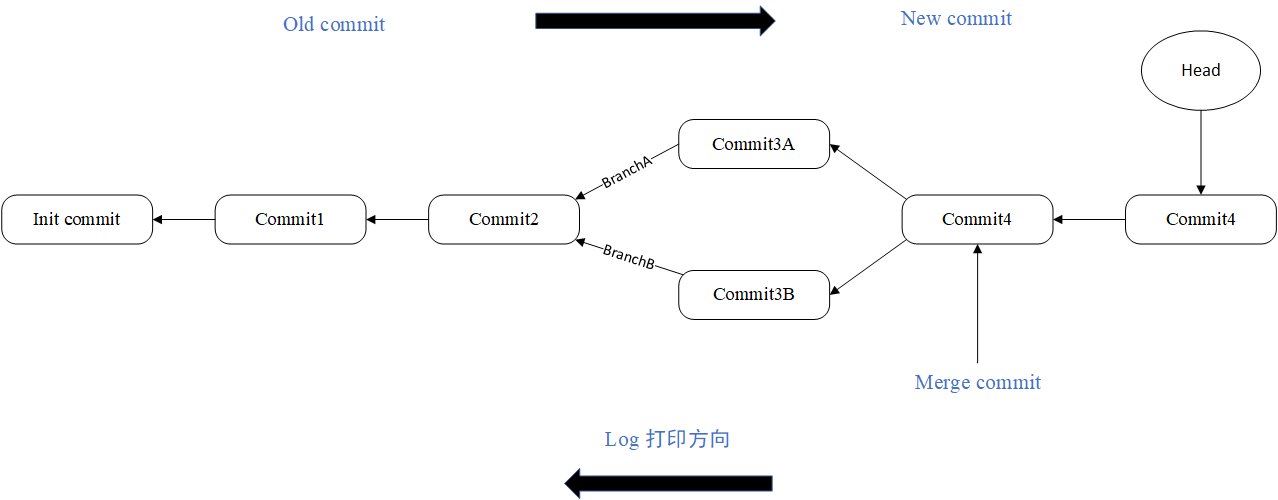 Old commit
New commit
Head
Commit3A
BranchA
Init commit
Commit1
Commit2
Commit4
Commit4
BranchB
Commit3B
Merge commit
Log 打印方向